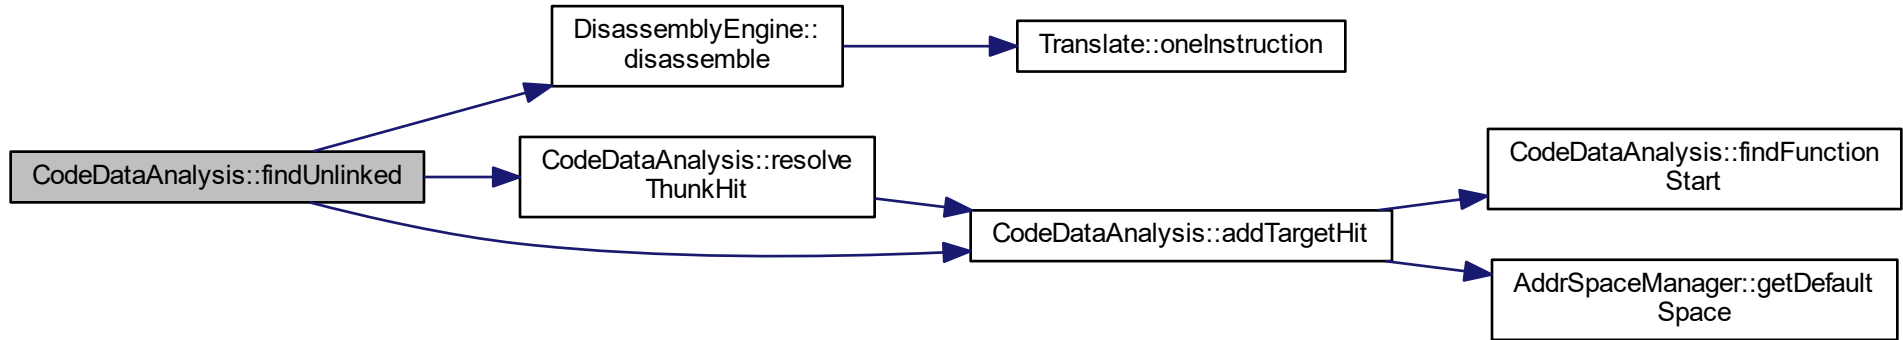 DisassemblyEngine::
disassemble
Translate::oneInstruction
CodeDataAnalysis::findUnlinked
CodeDataAnalysis::resolve
ThunkHit
CodeDataAnalysis::addTargetHit
CodeDataAnalysis::findFunction
Start
AddrSpaceManager::getDefault
Space